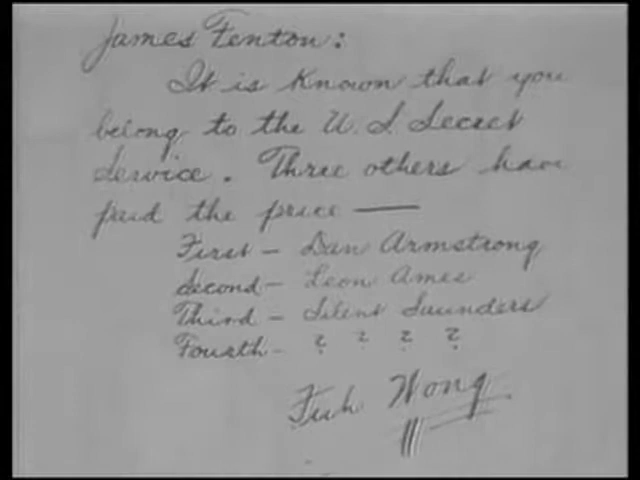 James Fenton:
It is known that you
belong to the U. S. Secret
Service. Three others have
paid the price —
First - Dan Armstrong
Second - Leon Ames
Third - Silent Saunders
Fourth - ? ? ? ?
Fuh Wong